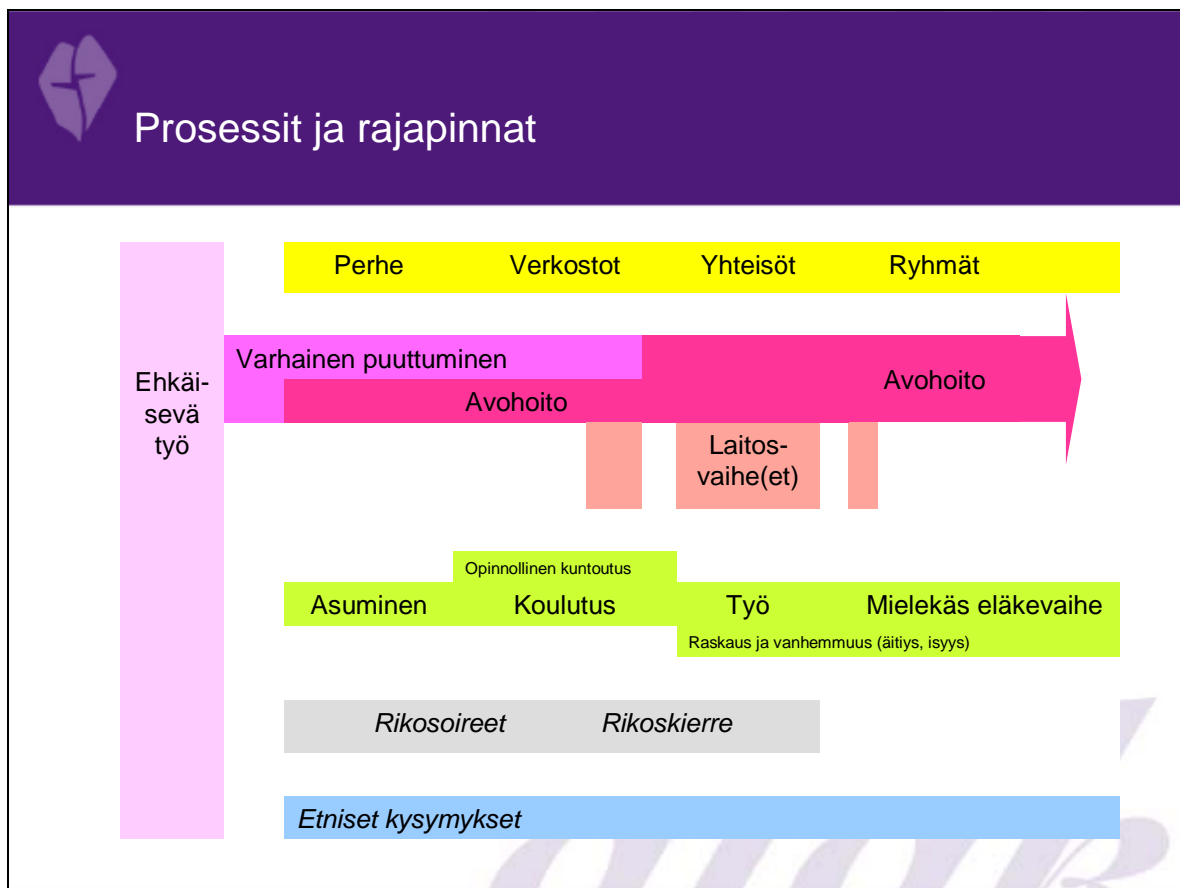 Prosessit ja rajapinnat
Perhe Verkostot Yhteisöt Ryhmät
Varhainen puuttuminen
Avohoito
Avohoito
Ehkäi-
sevä
työ
Laitos-
vaihe(et)
Opinnollinen kuntoutus
Asuminen Koulutus Työ Mielekäs eläkevaihe
Raskaus ja vanhemmuus (äitiys, isyys)
Rikosoireet Rikoskierre
Etniset kysymykset